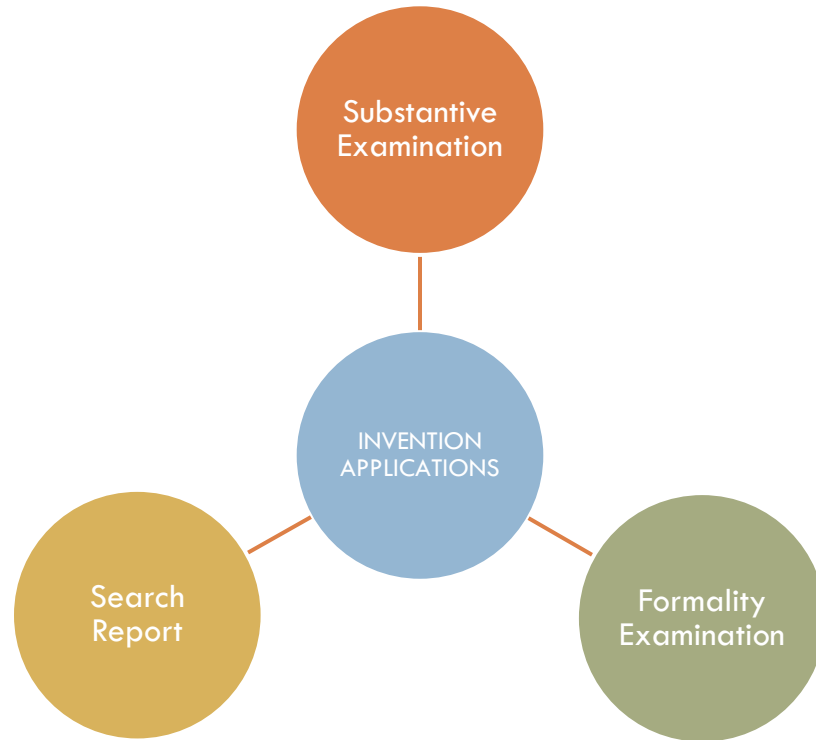 Substantive
Examination
INVENTION
APPLICATIONS
Search
Report
Formality
Examination